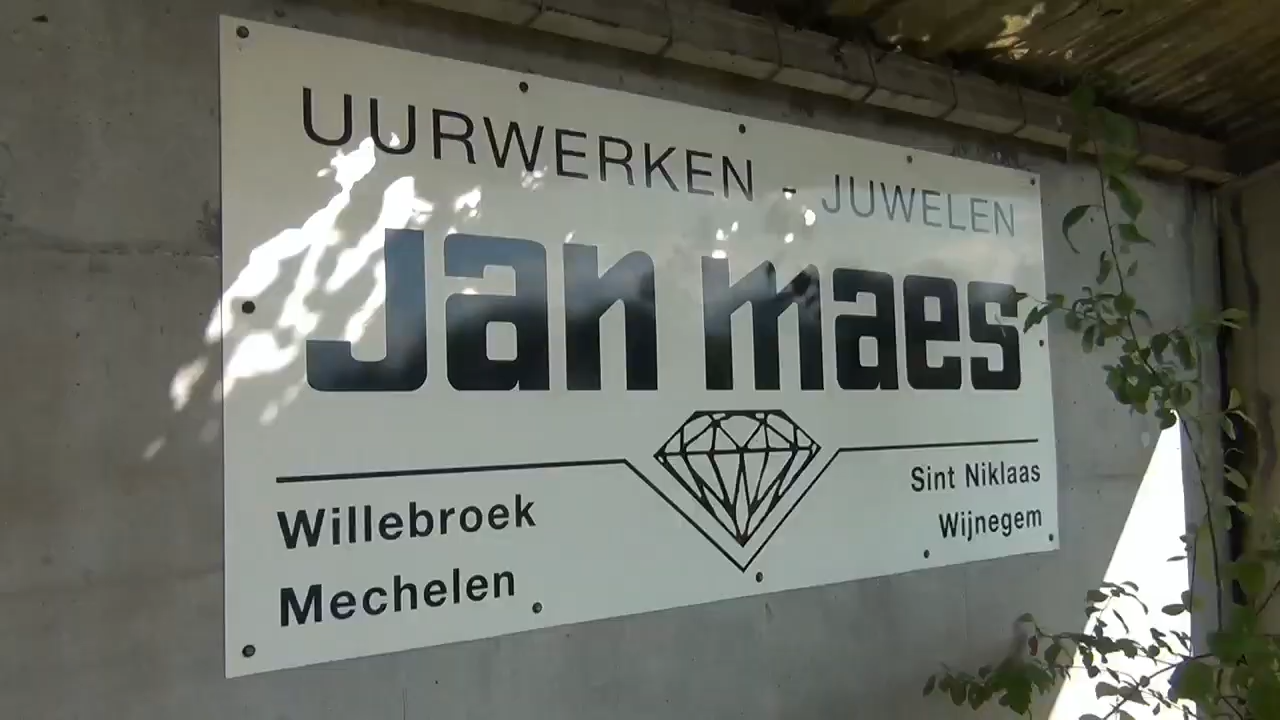 UURWERKEN - JUWELEN
Jan maes
Willebroek
Mechelen
Sint Niklaas
Wijnegem